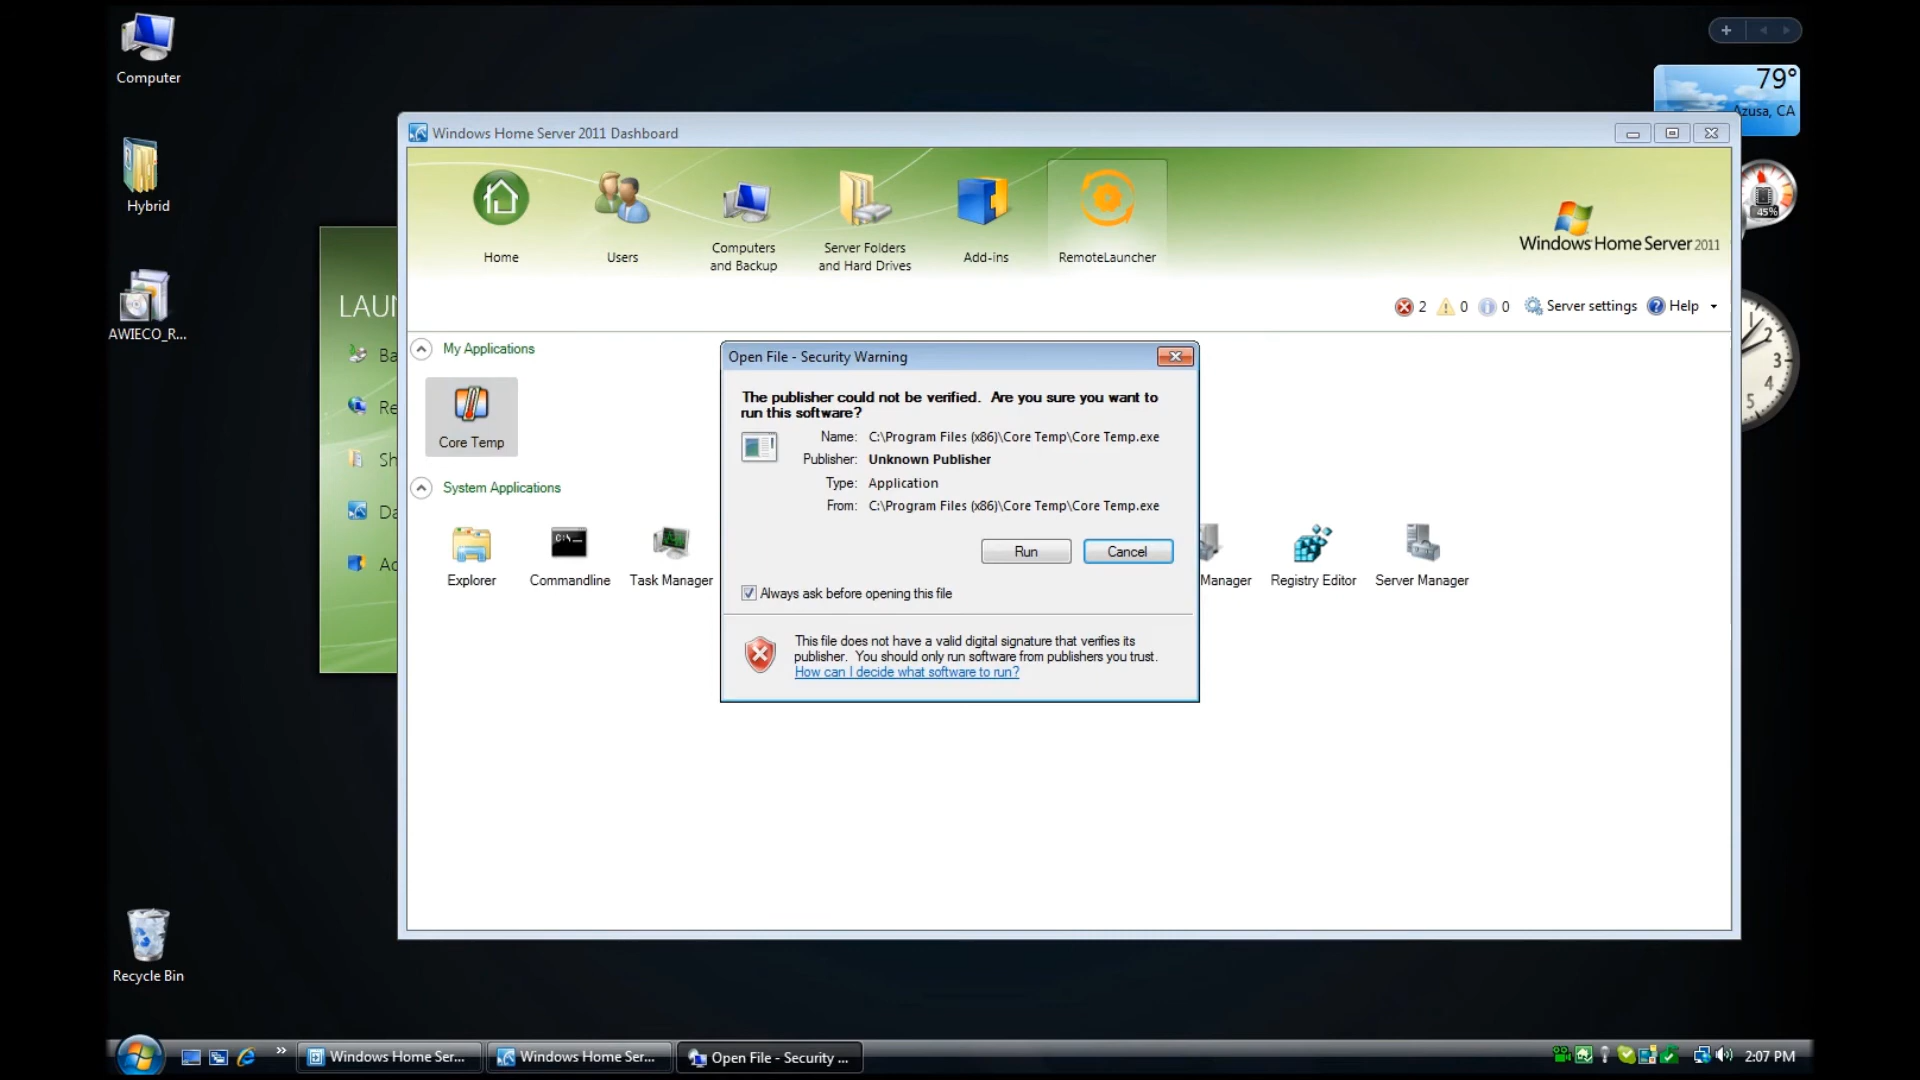 Computer
Hybrid
AWIECO_R...
Recycle Bin
79°
Azusa, CA
45%
1
2
3
4
5
LAU
Ba
Re
Sh
Da
Ad
Windows Home Server 2011 Dashboard
Home
Users
Computers
and Backup
Server Folders
and Hard Drives
Add-ins
RemoteLauncher
Windows Home Server 2011
2
0
0
Server settings
Help
My Applications
Core Temp
System Applications
Explorer
C:\_
Commandline
Task Manager
Manager
Registry Editor
Server Manager
Open File - Security Warning
The publisher could not be verified. Are you sure you want to
run this software?
Name: C:\Program Files (x86)\Core Temp\Core Temp.exe
Publisher: Unknown Publisher
Type: Application
From: C:\Program Files (x86)\Core Temp\Core Temp.exe
Run
Cancel
Always ask before opening this file
This file does not have a valid digital signature that verifies its
publisher. You should only run software from publishers you trust.
How can I decide what software to run?
»
Windows Home Ser...
Windows Home Ser...
Open File - Security ...
2:07 PM